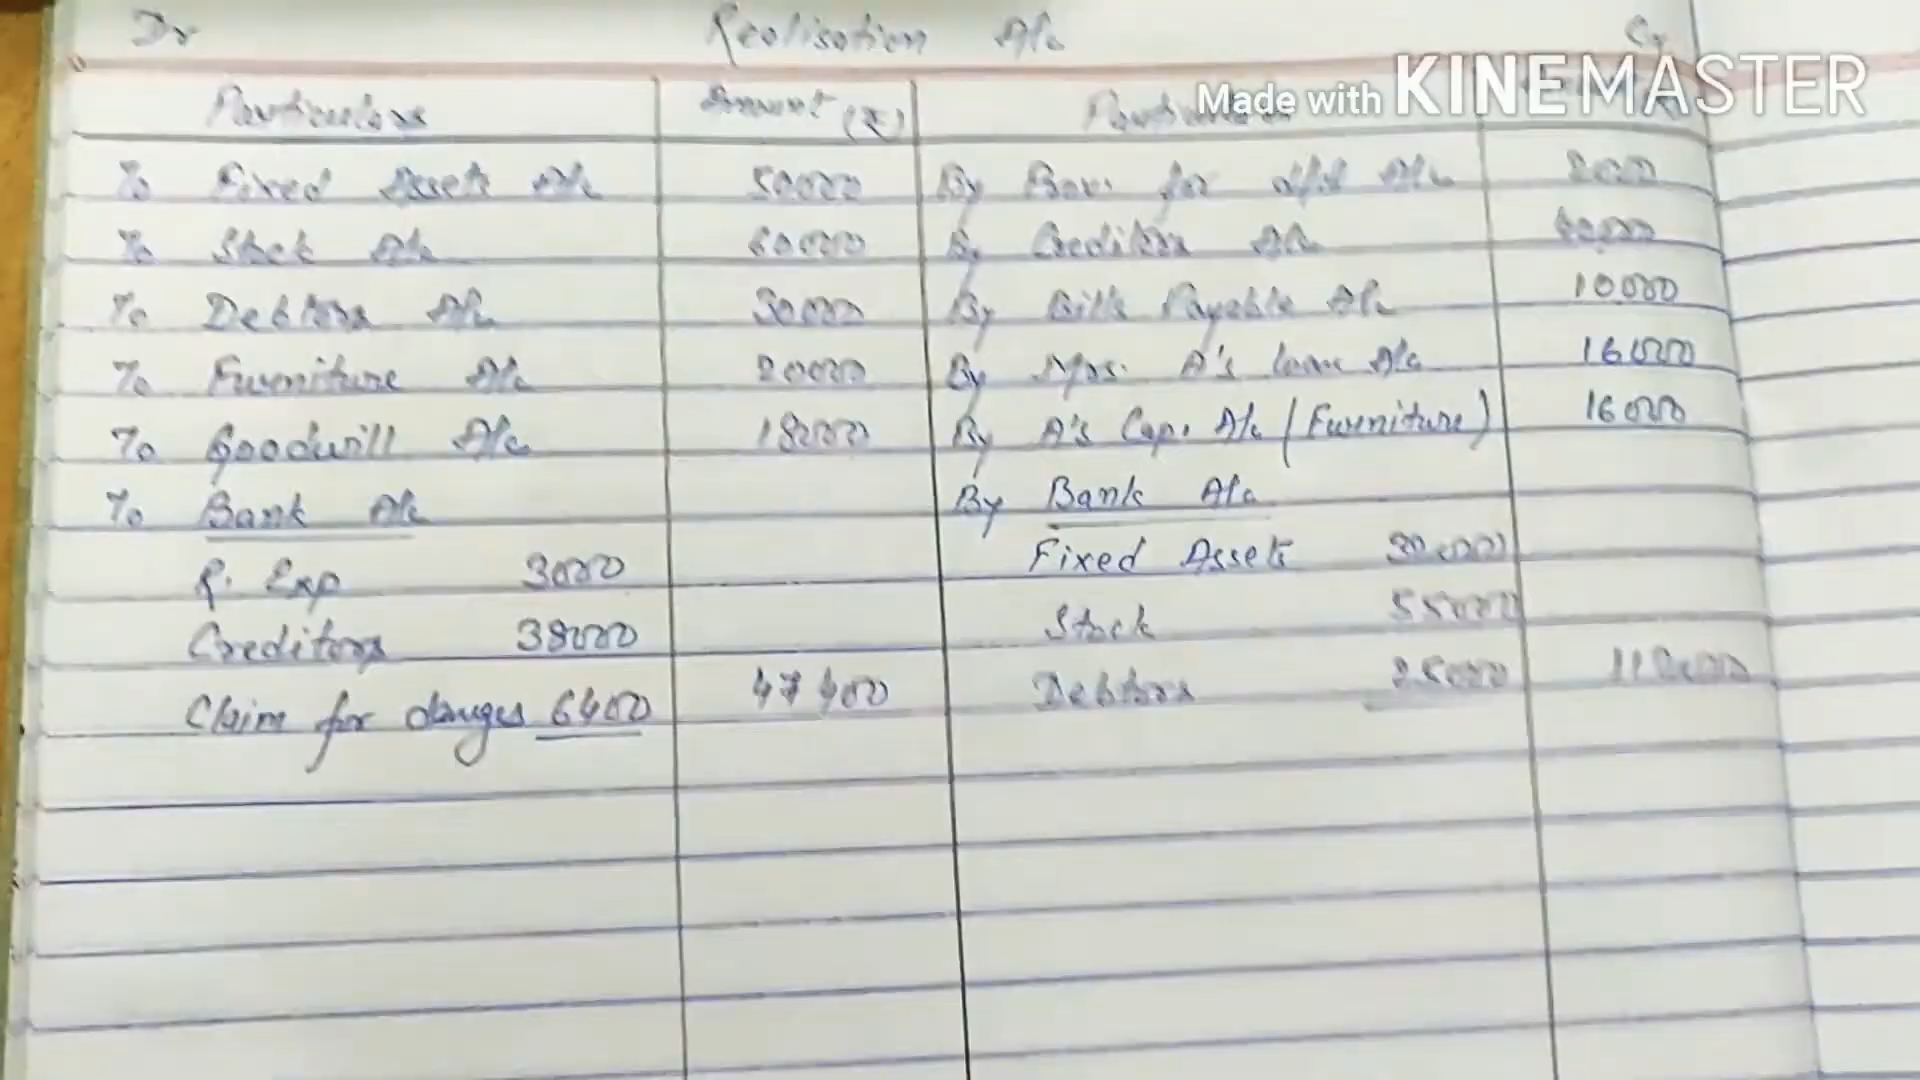 Dr Realisation A/c Cr
Made with KINEMASTER
Particulars Amount (₹) Particulars
To Fixed Assets A/c 50000 By Prov. for d/d A/c 2000
To Stock A/c 60000 By Creditors A/c 40000
To Debtors A/c 30000 By Bills Payable A/c 10000
To Furniture A/c 20000 By Mrs. A's loan A/c 16000
To Goodwill A/c 18000 By A's Cap. A/c (Furniture) 16000
To Bank A/c By Bank A/c
R. Exp 3000 Fixed Assets 30000
Creditors 38000 Stock 55000
Claim for damges 6400 47400 Debtors 25000 110000